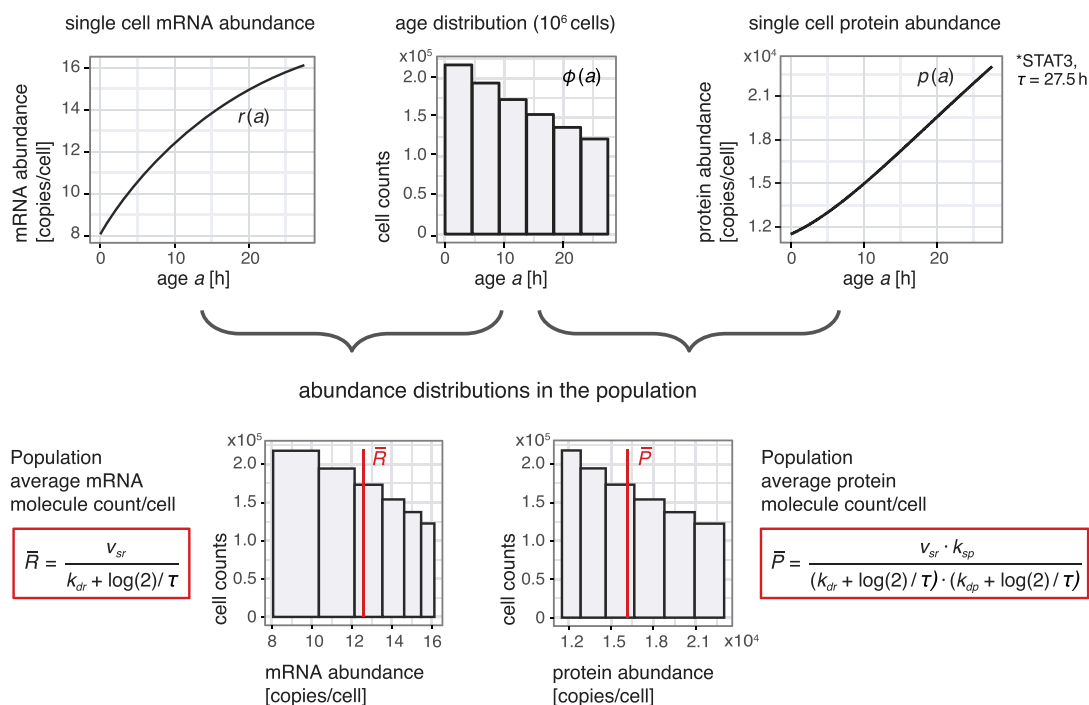 single cell mRNA abundance
age distribution (10⁶ cells)
single cell protein abundance
mRNA abundance
[copies/cell]
16
14
12
10
8
r(a)
0
10
20
age a [h]
cell counts
x10⁵
2.0
1.5
1.0
0.5
0
ϕ(a)
0
10
20
age a [h]
protein abundance
[copies/cell]
x10⁴
2.1
1.8
1.5
1.2
p(a)
0
10
20
age a [h]
*STAT3,
τ = 27.5 h
abundance distributions in the population
Population
average mRNA
molecule count/cell
R̅ = v_sr / (k_dr + log(2)/τ)
cell counts
x10⁵
2.0
1.5
1.0
0.5
0
R̅
8
10
12
14
16
mRNA abundance
[copies/cell]
cell counts
x10⁵
2.0
1.5
1.0
0.5
0
P̅
1.2
1.5
1.8
2.1
x10⁴
protein abundance
[copies/cell]
Population
average protein
molecule count/cell
P̅ = v_sr · k_sp / (k_dr + log(2)/τ) · (k_dp + log(2)/τ)